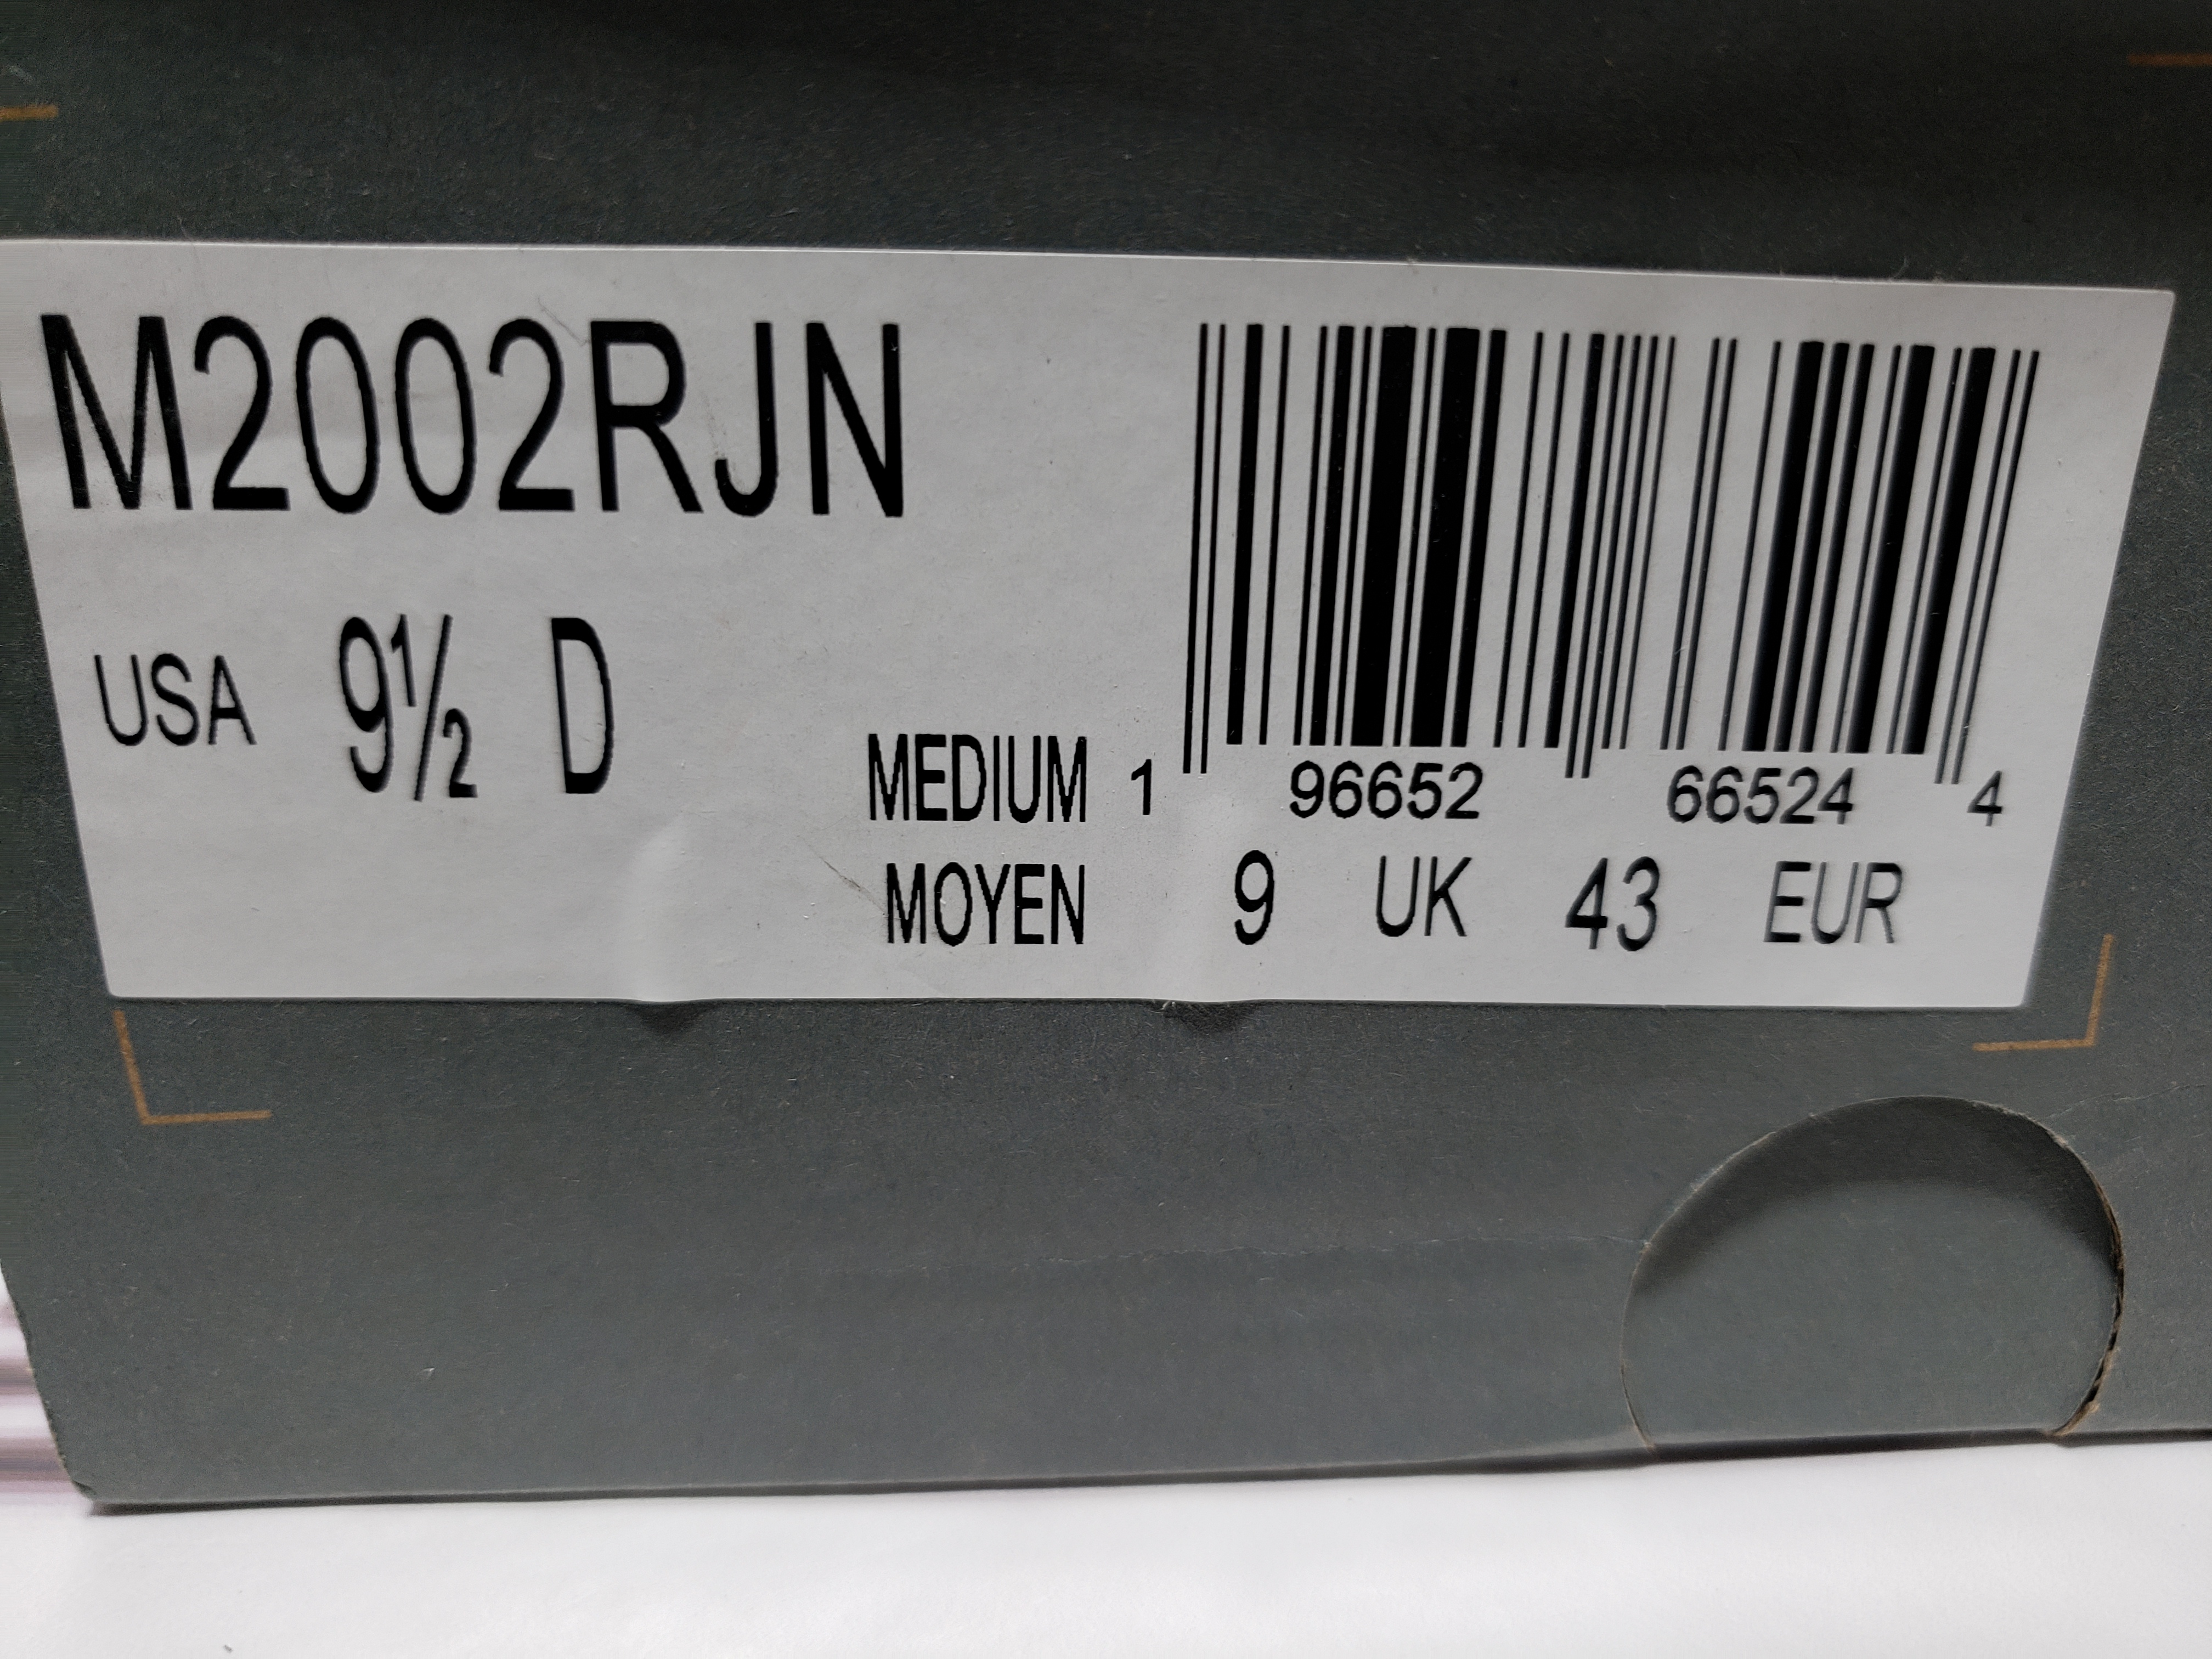 M2002RJN
USA 9½ D
MEDIUM 1 96652 66524 4
MOYEN 9 UK 43 EUR